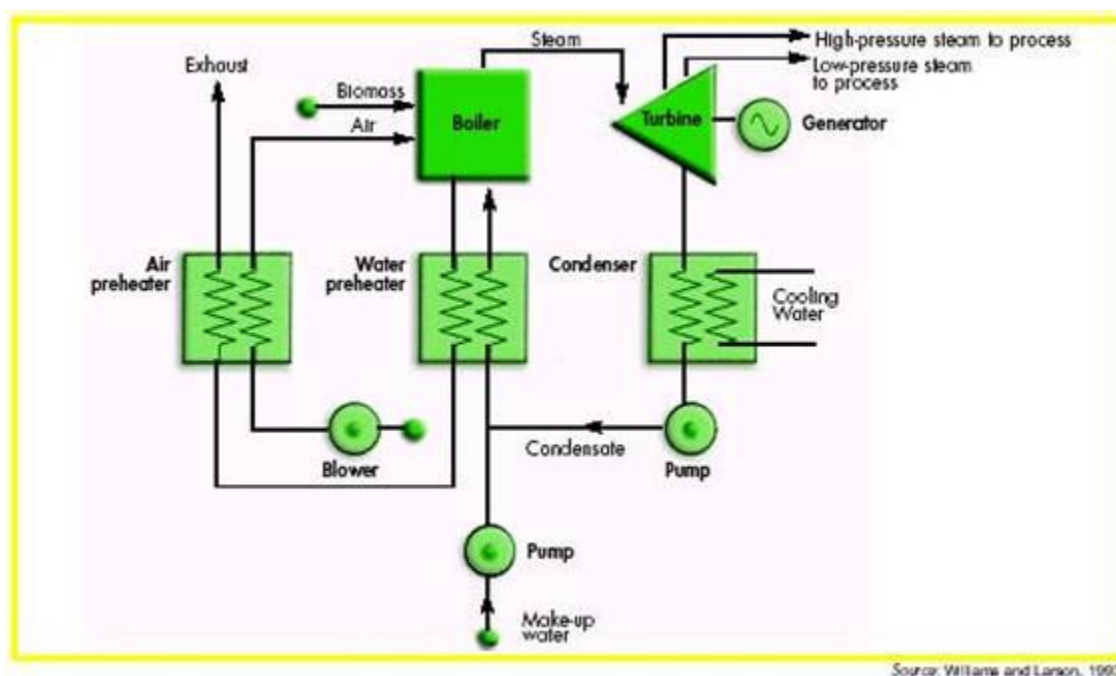 Steam
High-pressure steam to process
Low-pressure steam
to process
Exhaust
Biomass
Air
Boiler
Turbine
Generator
Air
preheater
Water
preheater
Condenser
Cooling
Water
Blower
Condensate
Pump
Pump
Make-up
water
Source: Williams and Larson, 199